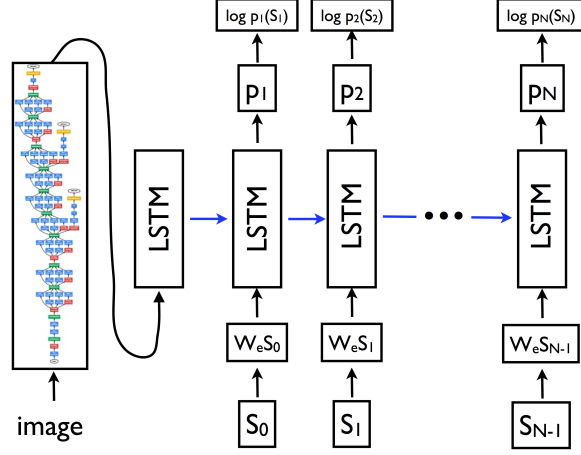 log p₁(S₁) log p₂(S₂) log pN(SN)
p₁ p₂ pN
LSTM LSTM LSTM LSTM
WeS₀ WeS₁ WeSN-1
image S₀ S₁ SN-1